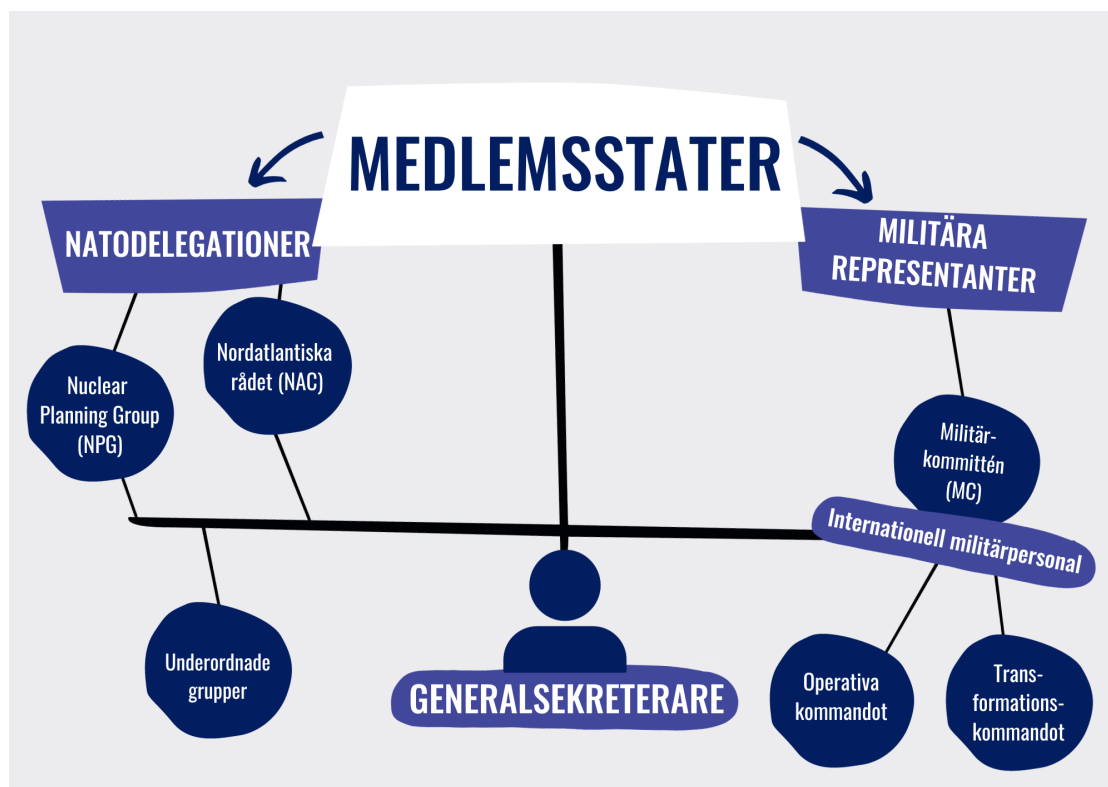 MEDLEMSSTATER
NATODELEGATIONER
MILITÄRA
REPRESENTANTER
Nordatlantiska
rådet (NAC)
Nuclear
Planning Group
(NPG)
Militär-
kommittén
(MC)
Internationell militärpersonal
Underordnade
grupper
GENERALSEKRETERARE
Operativa
kommandot
Trans-
formations-
kommandot